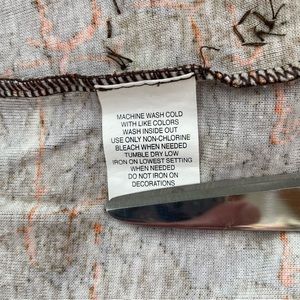 MACHINE WASH COLD
WITH LIKE COLORS
WASH INSIDE OUT
USE ONLY NON-CHLORINE
BLEACH WHEN NEEDED
TUMBLE DRY LOW
IRON ON LOWEST SETTING
WHEN NEEDED
DO NOT IRON ON
DECORATIONS